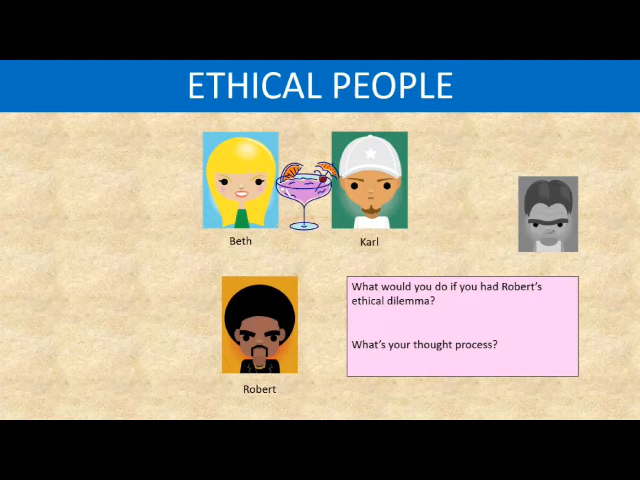 ETHICAL PEOPLE
Beth
Karl
What would you do if you had Robert's
ethical dilemma?
What's your thought process?
Robert